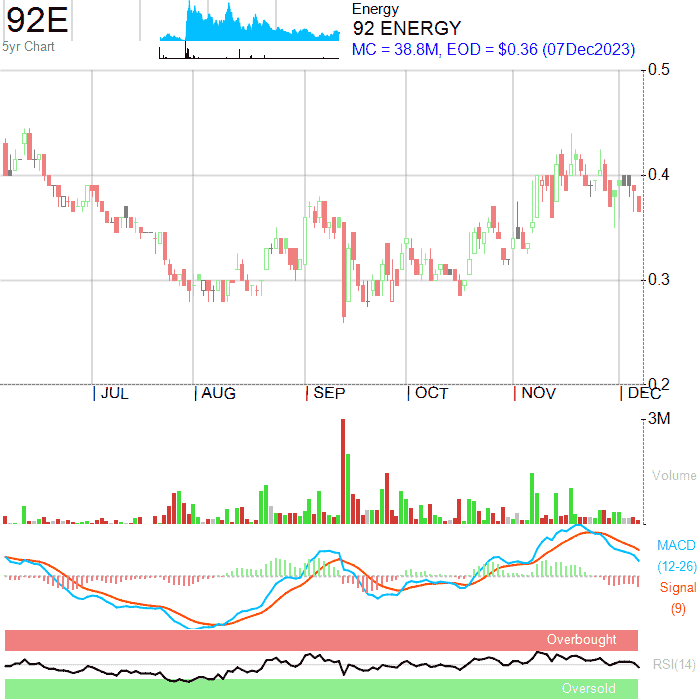 92E
5yr Chart
Energy
92 ENERGY
MC = 38.8M, EOD = $0.36 (07Dec2023)
0.5
0.4
0.3
0.2
JUL AUG SEP OCT NOV DEC
3M
Volume
MACD
(12-26)
Signal
(9)
Overbought
RSI(14)
Oversold